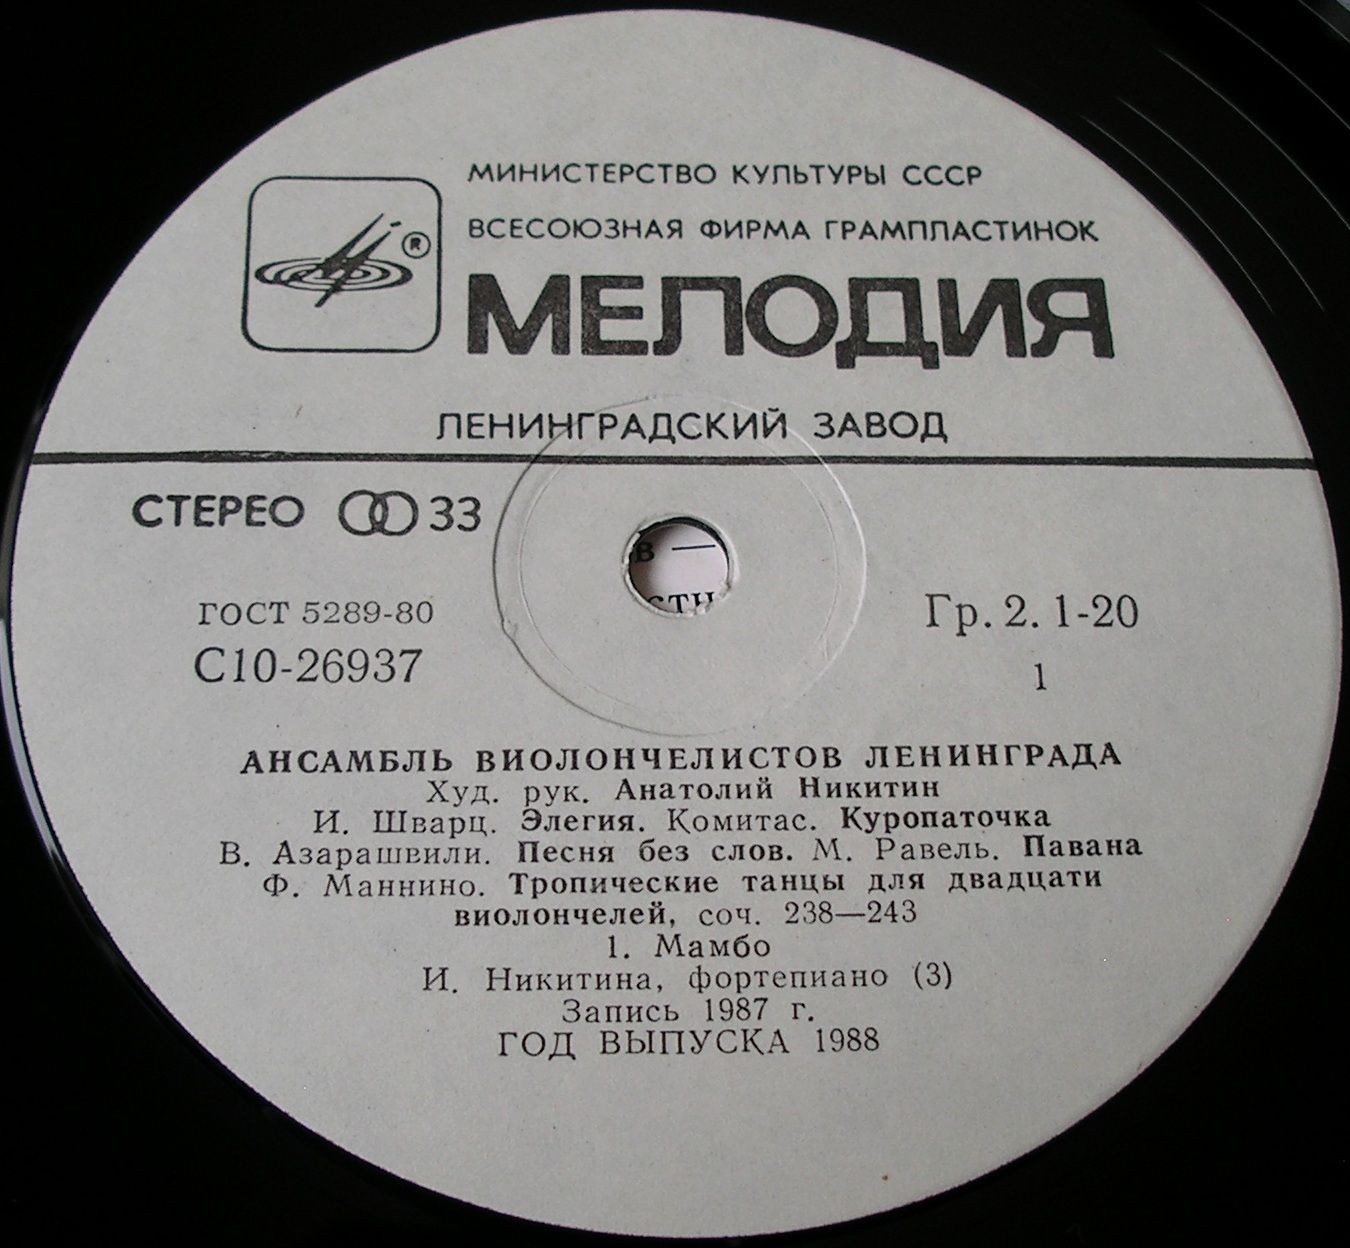 МИНИСТЕРСТВО КУЛЬТУРЫ СССР
ВСЕСОЮЗНАЯ ФИРМА ГРАМПЛАСТИНОК
®
МЕЛОДИЯ
ЛЕНИНГРАДСКИЙ ЗАВОД
СТЕРЕО 33
ГОСТ 5289-80
С10-26937
Гр. 2. 1-20
1
АНСАМБЛЬ ВИОЛОНЧЕЛИСТОВ ЛЕНИНГРАДА
Худ. рук. Анатолий Никитин
И. Шварц. Элегия. Комитас. Куропаточка
В. Азарашвили. Песня без слов. М. Равель. Павана
Ф. Маннино. Тропические танцы для двадцати
виолончелей, соч. 238—243
1. Мамбо
И. Никитина, фортепиано (3)
Запись 1987 г.
ГОД ВЫПУСКА 1988